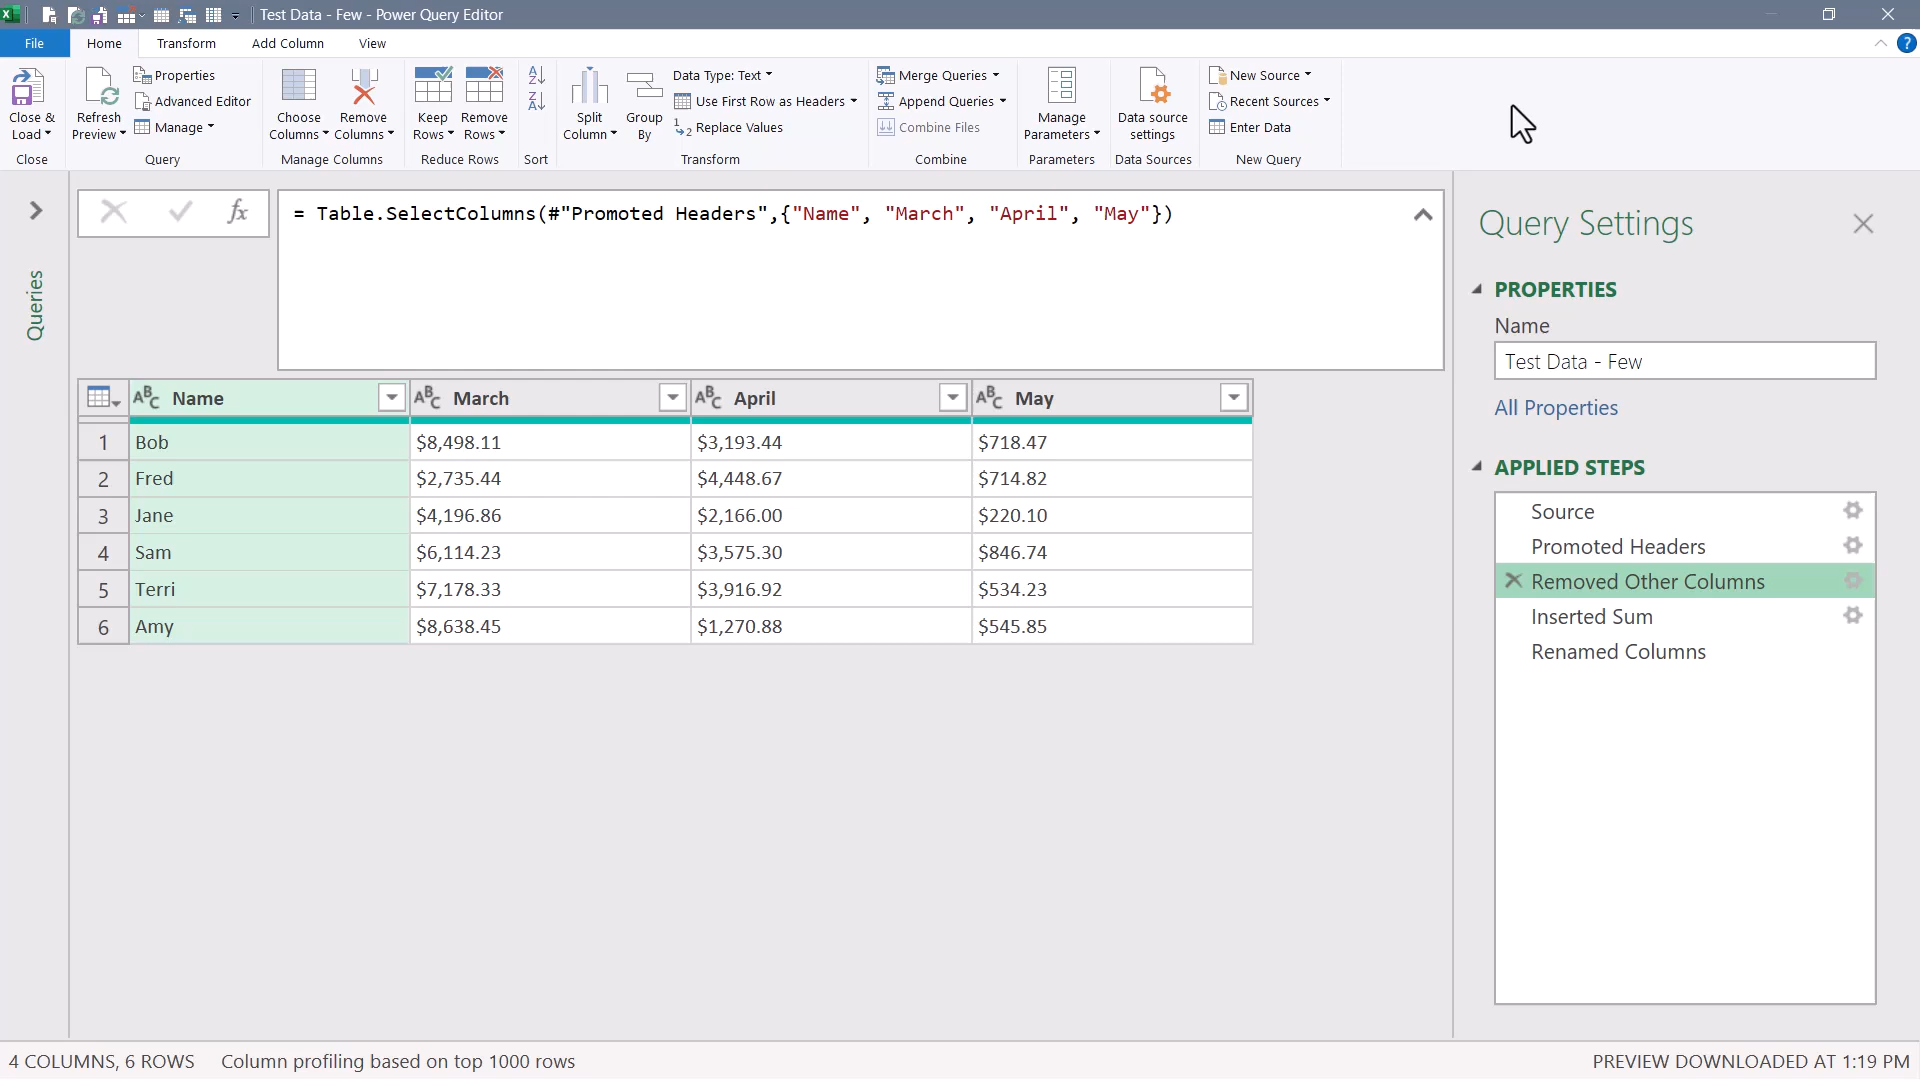 Test Data - Few - Power Query Editor
File Home Transform Add Column View
Close & Load
Close
Refresh Preview
Properties
Advanced Editor
Manage
Query
Choose Columns
Remove Columns
Manage Columns
Keep Rows
Remove Rows
Reduce Rows
Sort
Split Column
Group By
Data Type: Text
Use First Row as Headers
Replace Values
Transform
Merge Queries
Append Queries
Combine Files
Combine
Manage Parameters
Parameters
Data source settings
Data Sources
New Source
Recent Sources
Enter Data
New Query
Queries
fx
= Table.SelectColumns(#"Promoted Headers",{"Name", "March", "April", "May"})
ABC Name ABC March ABC April ABC May
1 Bob $8,498.11 $3,193.44 $718.47
2 Fred $2,735.44 $4,448.67 $714.82
3 Jane $4,196.86 $2,166.00 $220.10
4 Sam $6,114.23 $3,575.30 $846.74
5 Terri $7,178.33 $3,916.92 $534.23
6 Amy $8,638.45 $1,270.88 $545.85
Query Settings
PROPERTIES
Name
Test Data - Few
All Properties
APPLIED STEPS
Source
Promoted Headers
Removed Other Columns
Inserted Sum
Renamed Columns
4 COLUMNS, 6 ROWS Column profiling based on top 1000 rows
PREVIEW DOWNLOADED AT 1:19 PM